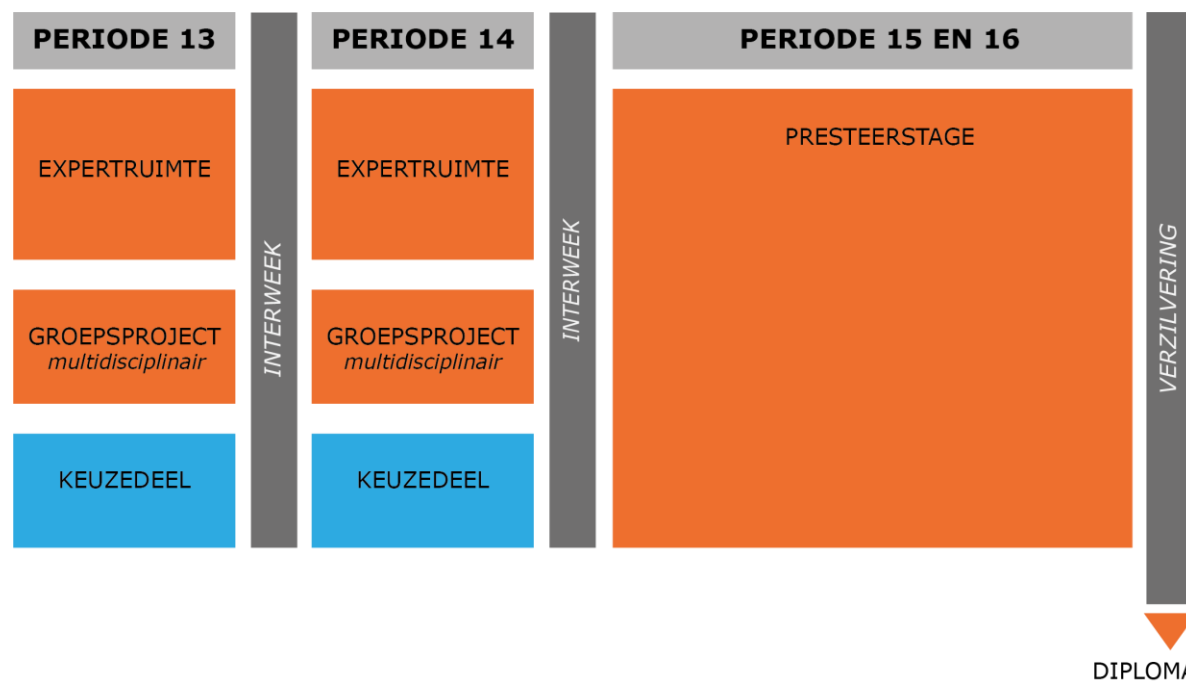 PERIODE 13
EXPERTRUIMTE
GROEPSPROJECT
multidisciplinair
KEUZEDEEL
INTERWEEK
PERIODE 14
EXPERTRUIMTE
GROEPSPROJECT
multidisciplinair
KEUZEDEEL
INTERWEEK
PERIODE 15 EN 16
PRESTEERSTAGE
VERZILVERING
DIPLOMA